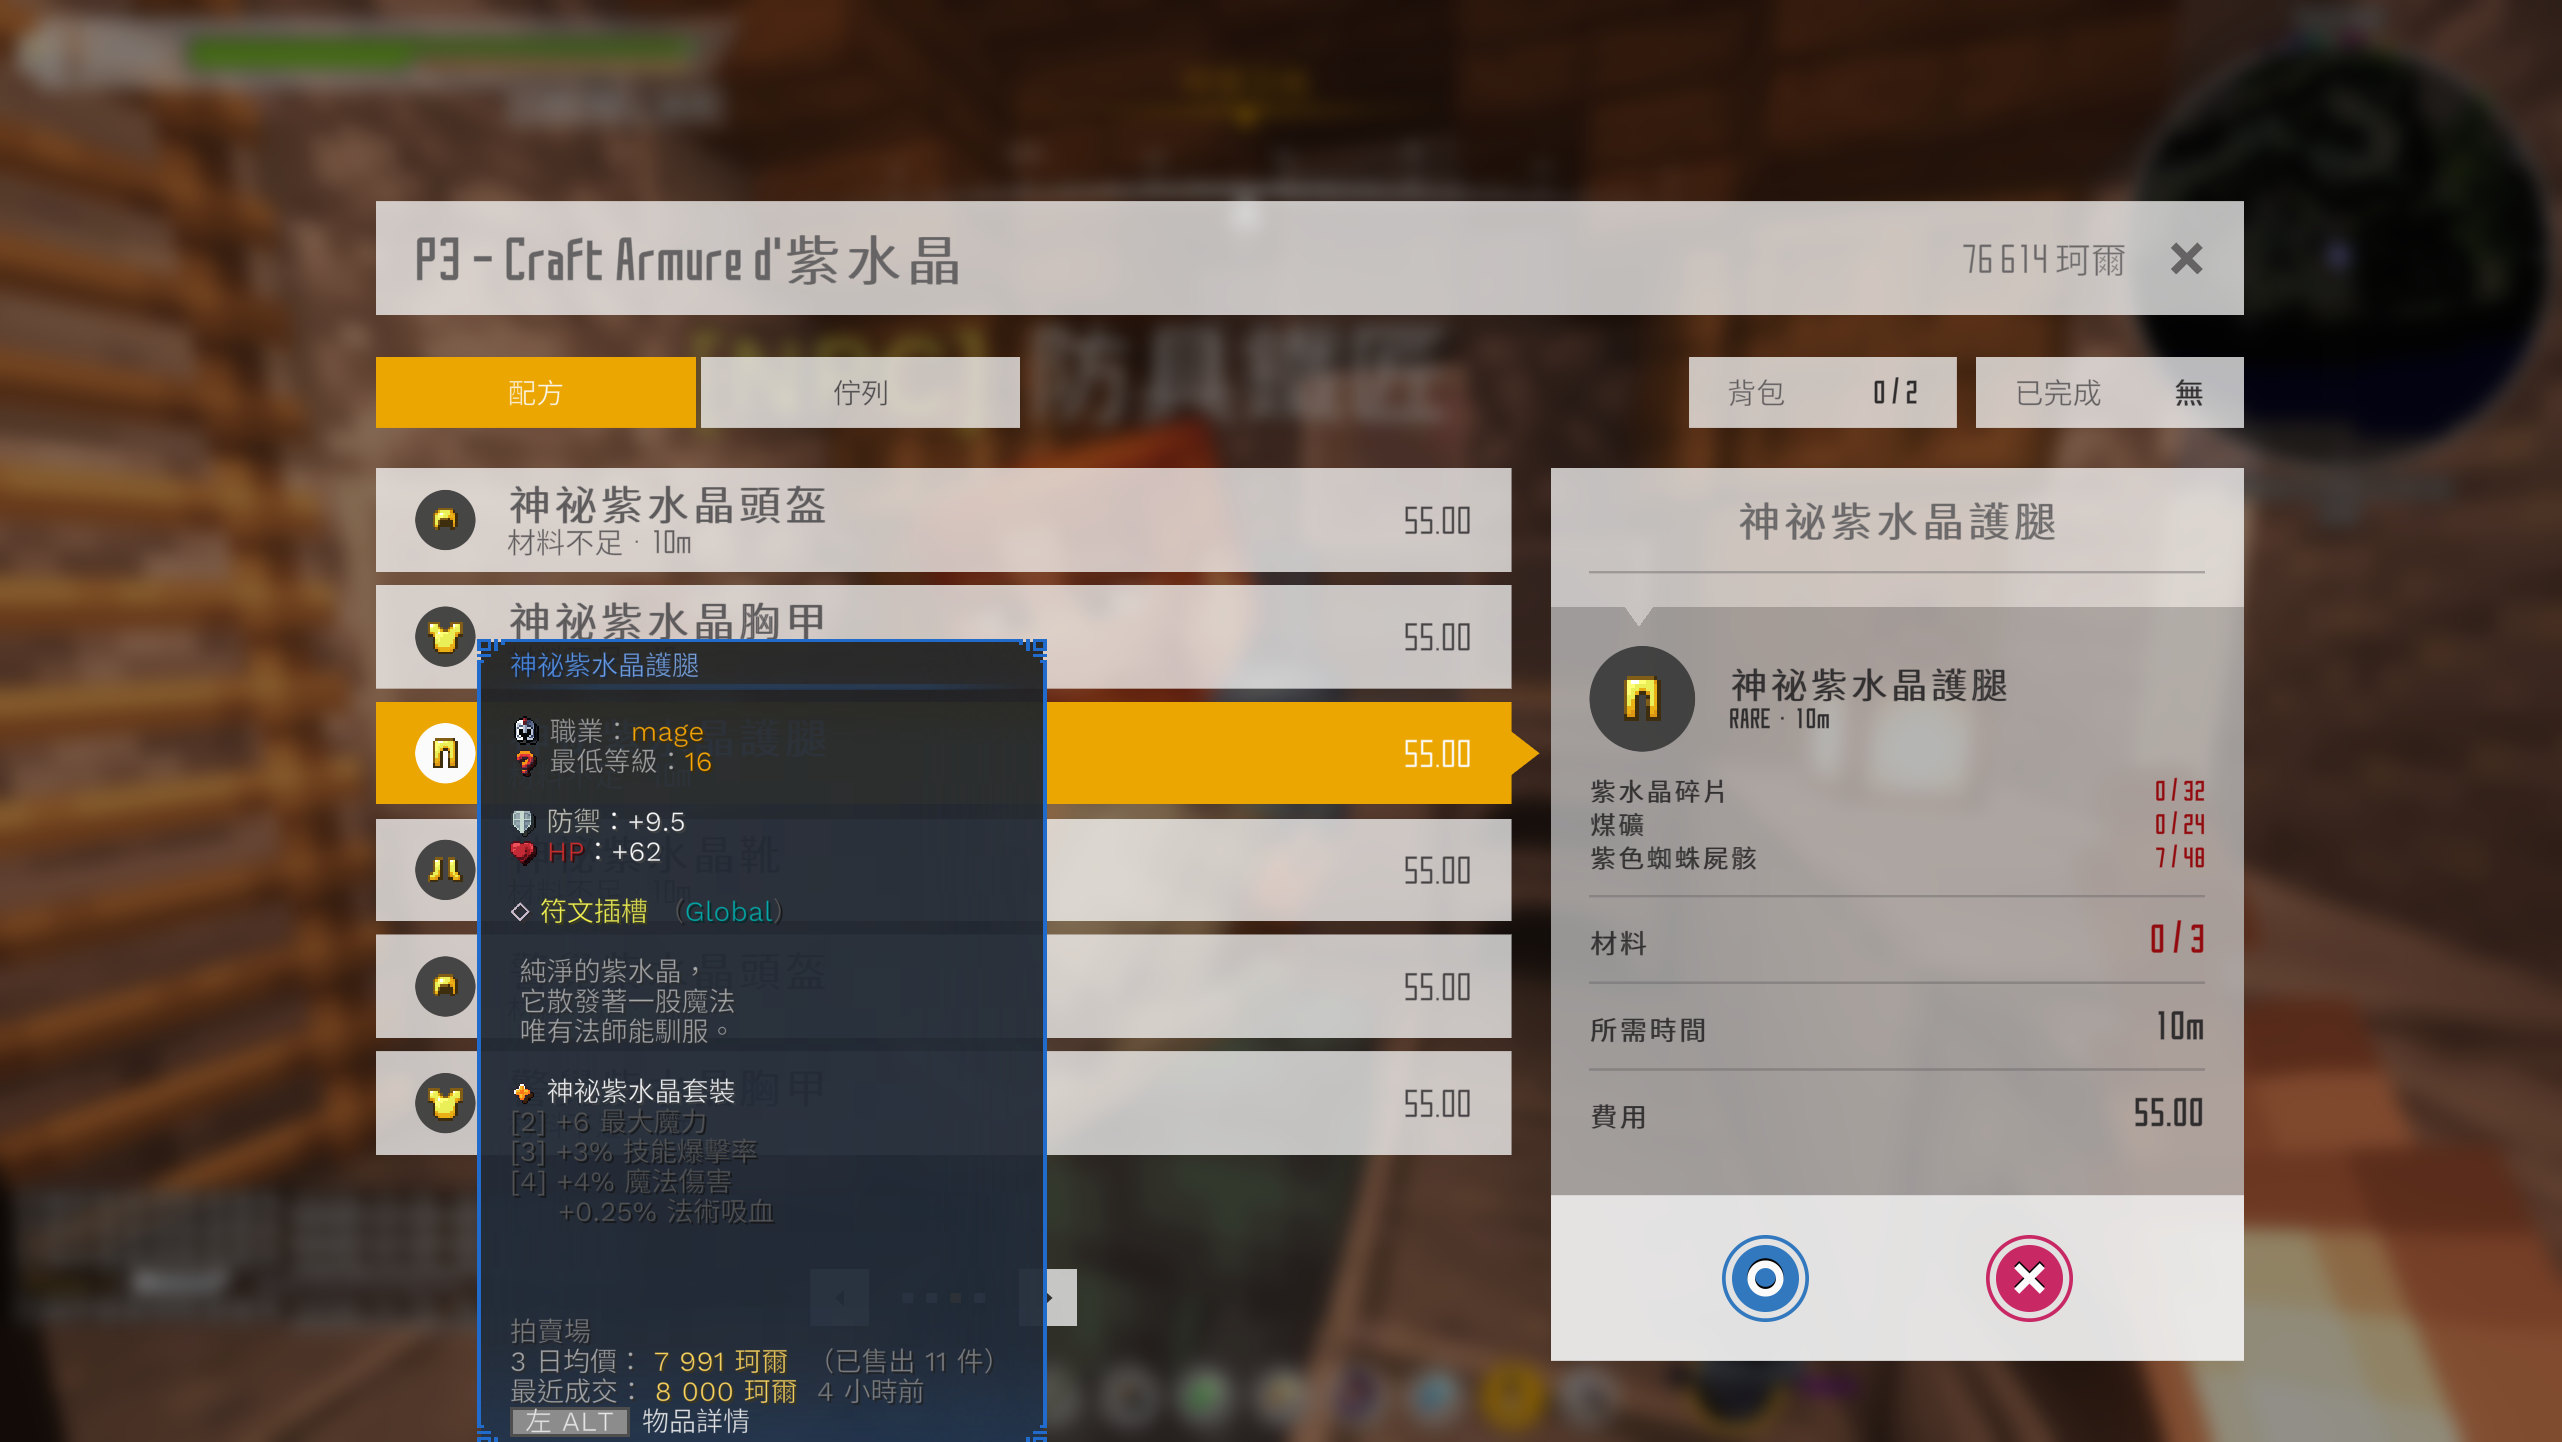 P3 - Craft Armure d'紫水晶
76 614 珂爾
[NPC] 防具鐵匠
配方
佇列
背包 0/2
已完成 無
神祕紫水晶頭盔
材料不足 · 10m
55.00
神祕紫水晶胸甲
55.00
55.00
55.00
55.00
55.00
神祕紫水晶護腿
職業：mage
最低等級：16
防禦：+9.5
HP：+62
符文插槽 （Global）
純淨的紫水晶，
它散發著一股魔法
唯有法師能馴服。
神祕紫水晶套裝
[2] +6 最大魔力
[3] +3% 技能爆擊率
[4] +4% 魔法傷害
+0.25% 法術吸血
拍賣場
3 日均價： 7 991 珂爾 （已售出 11 件）
最近成交： 8 000 珂爾 4 小時前
左 ALT 物品詳情
神祕紫水晶護腿
神祕紫水晶護腿
RARE · 10m
紫水晶碎片 0/32
煤礦 0/24
紫色蜘蛛屍骸 7/48
材料 0/3
所需時間 10m
費用 55.00